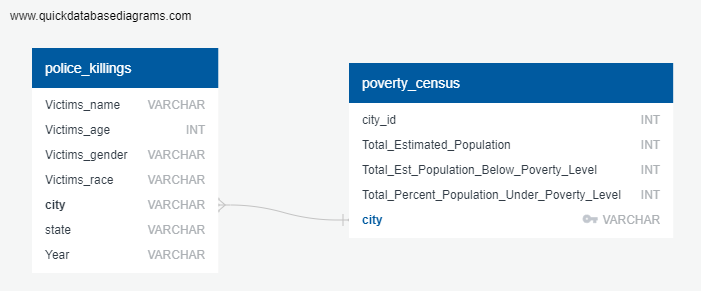 www.quickdatabasediagrams.com
police_killings
Victims_name VARCHAR
Victims_age INT
Victims_gender VARCHAR
Victims_race VARCHAR
city VARCHAR
state VARCHAR
Year VARCHAR
poverty_census
city_id INT
Total_Estimated_Population INT
Total_Est_Population_Below_Poverty_Level INT
Total_Percent_Population_Under_Poverty_Level INT
city VARCHAR